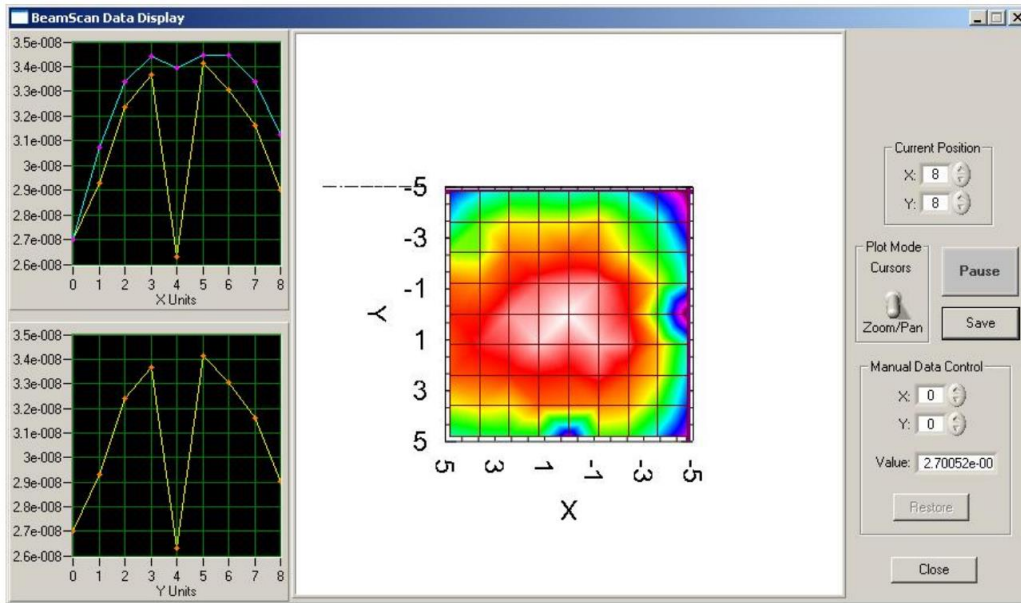 BeamScan Data Display
3.5e-008
3.4e-008
3.3e-008
3.2e-008
3.1e-008
3e-008
2.9e-008
2.8e-008
2.7e-008
2.6e-008
0 1 2 3 4 5 6 7 8
X Units
3.5e-008
3.4e-008
3.3e-008
3.2e-008
3.1e-008
3e-008
2.9e-008
2.8e-008
2.7e-008
2.6e-008
0 1 2 3 4 5 6 7 8
Y Units
-5
-3
-1
1
3
5
Y
5 3 1 -1 -3 -5
X
Current Position
X: 8
Y: 8
Plot Mode
Cursors
Zoom/Pan
Pause
Save
Manual Data Control
X: 0
Y: 0
Value: 2.70052e-00
Restore
Close